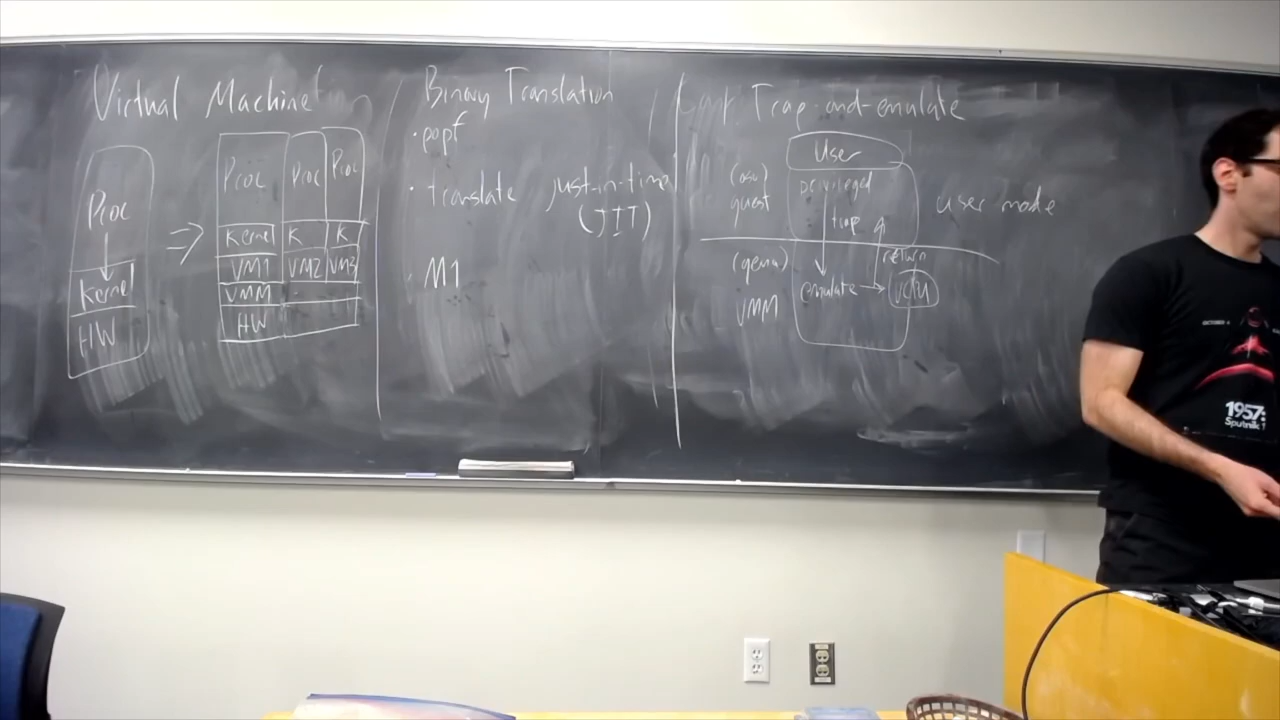 Virtual Machine
Proc
Kernel
HW
⇒
Proc Proc Proc
Kernel K K
VM1 VM2 VM3
VMM
HW
Binary Translation
· popf
· translate just-in-time
(JIT)
· M1
Trap-and-emulate
User
(osv)
guest
privileged
trap
user mode
(qemu)
VMM
return
emulate → vCPU
1957:
Sputnik 1